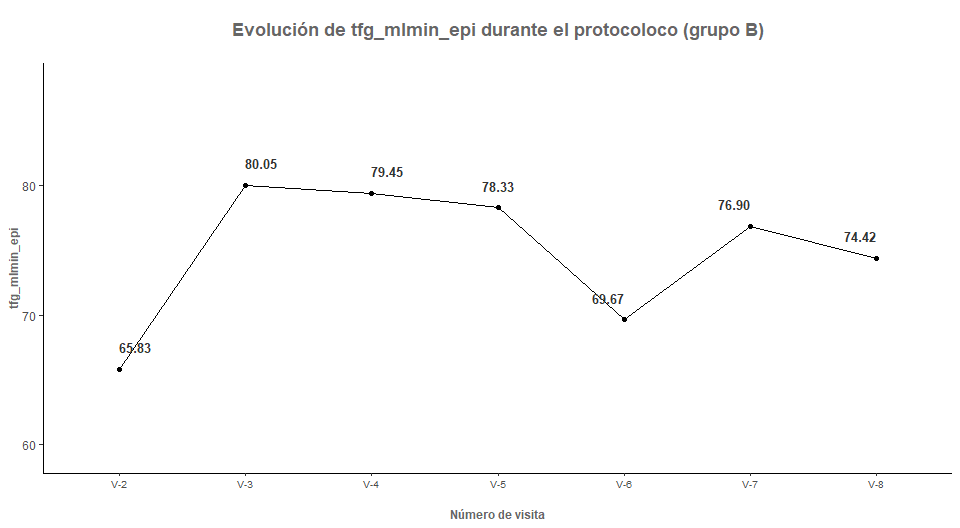 Evolución de tfg_mlmin_epi durante el protocoloco (grupo B)
80.05
79.45
78.33
76.90
74.42
69.67
65.83
80
70
60
tfg_mlmin_epi
V-2 V-3 V-4 V-5 V-6 V-7 V-8
Número de visita